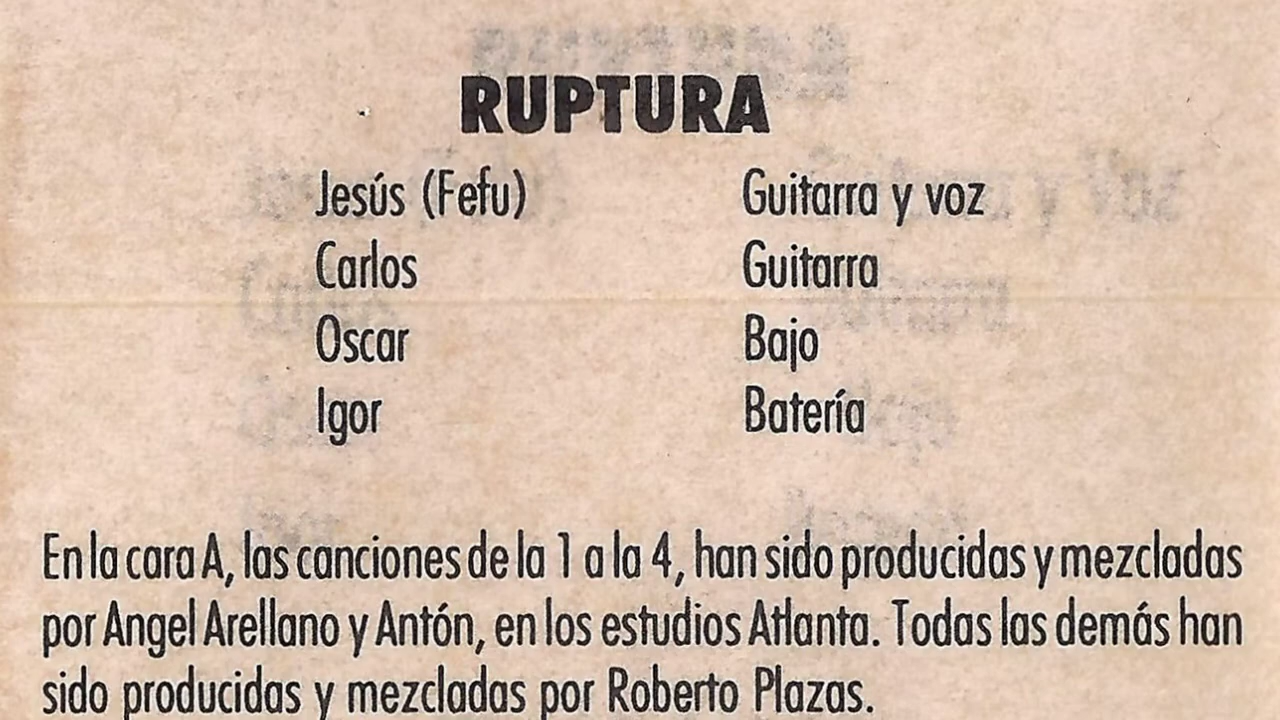 RUPTURA
Jesús (Fefu) Guitarra y voz
Carlos Guitarra
Oscar Bajo
Igor Batería
En la cara A, las canciones de la 1 a la 4, han sido producidas y mezcladas
por Angel Arellano y Antón, en los estudios Atlanta. Todas las demás han
sido producidas y mezcladas por Roberto Plazas.